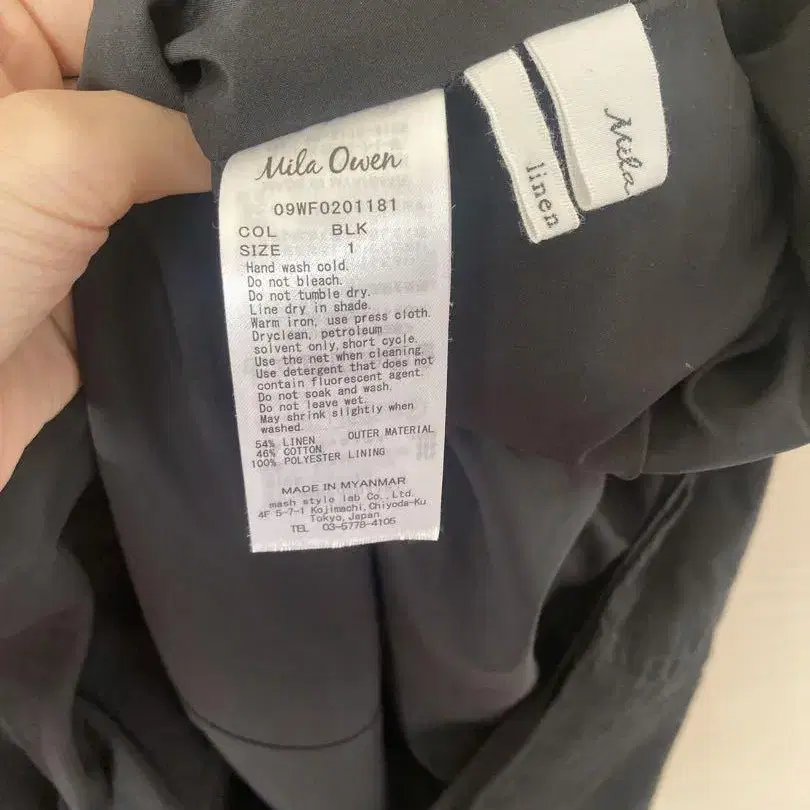 Mila Owen
09WF0201181
COL BLK
SIZE 1
Hand wash cold.
Do not bleach.
Do not tumble dry.
Line dry in shade.
Warm iron, use press cloth.
Dryclean, petroleum
solvent only, short cycle.
Use the net when cleaning.
Use detergent that does not
contain fluorescent agent.
Do not soak and wash.
Do not leave wet.
May shrink slightly when
washed.
54% LINEN OUTER MATERIAL
46% COTTON
100% POLYESTER LINING
MADE IN MYANMAR
mash style lab Co., Ltd.
4F 5-7-1 Kojimachi, Chiyoda-Ku
Tokyo, Japan
TEL 03-5778-4105
linen
Mila